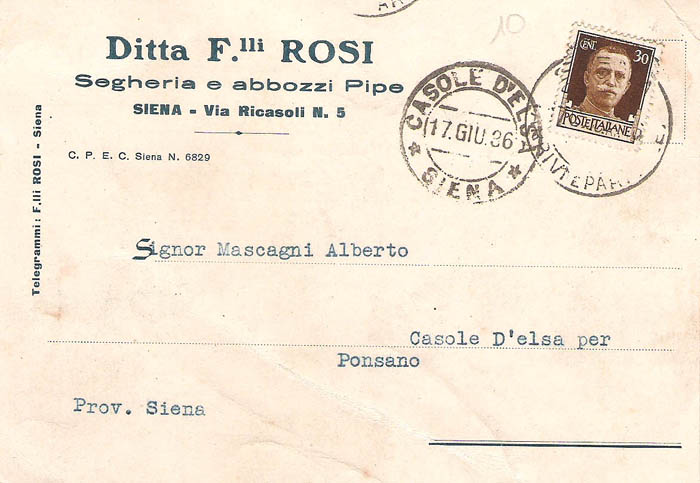 10
Ditta F.lli ROSI
Segheria e abbozzi Pipe
SIENA - Via Ricasoli N. 5
C. P. E. C. Siena N. 6829
Telegrammi: F.lli ROSI - Siena
CASOLE D'ELSA
17. GIU. 36
* SIENA *
CENT. 30
POSTE ITALIANE
Signor Mascagni Alberto
Casole D'elsa per
Ponsano
Prov. Siena